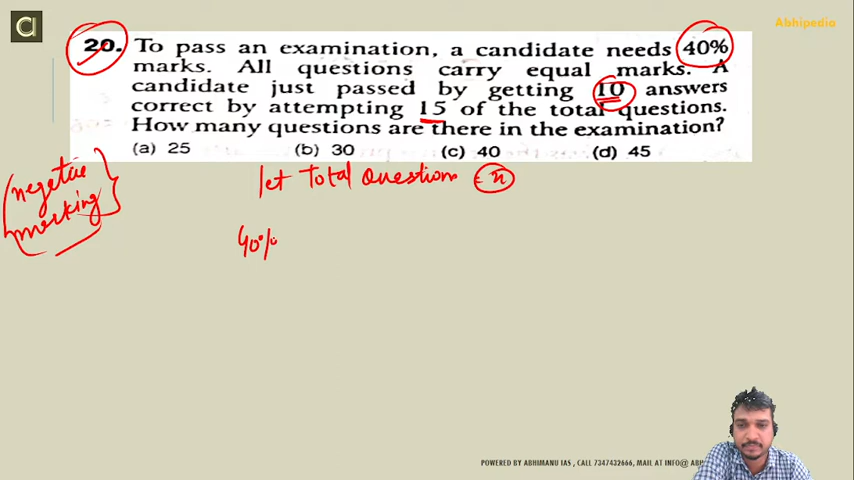 Abhipedia
a
20. To pass an examination, a candidate needs 40%
marks. All questions carry equal marks. A
candidate just passed by getting 10 answers
correct by attempting 15 of the total questions.
How many questions are there in the examination?
(a) 25 (b) 30 (c) 40 (d) 45
(negetive
marking)
let Total Questions = x
40%
POWERED BY ABHIMANU IAS , CALL 7347432666, MAIL AT INFO@ ABH